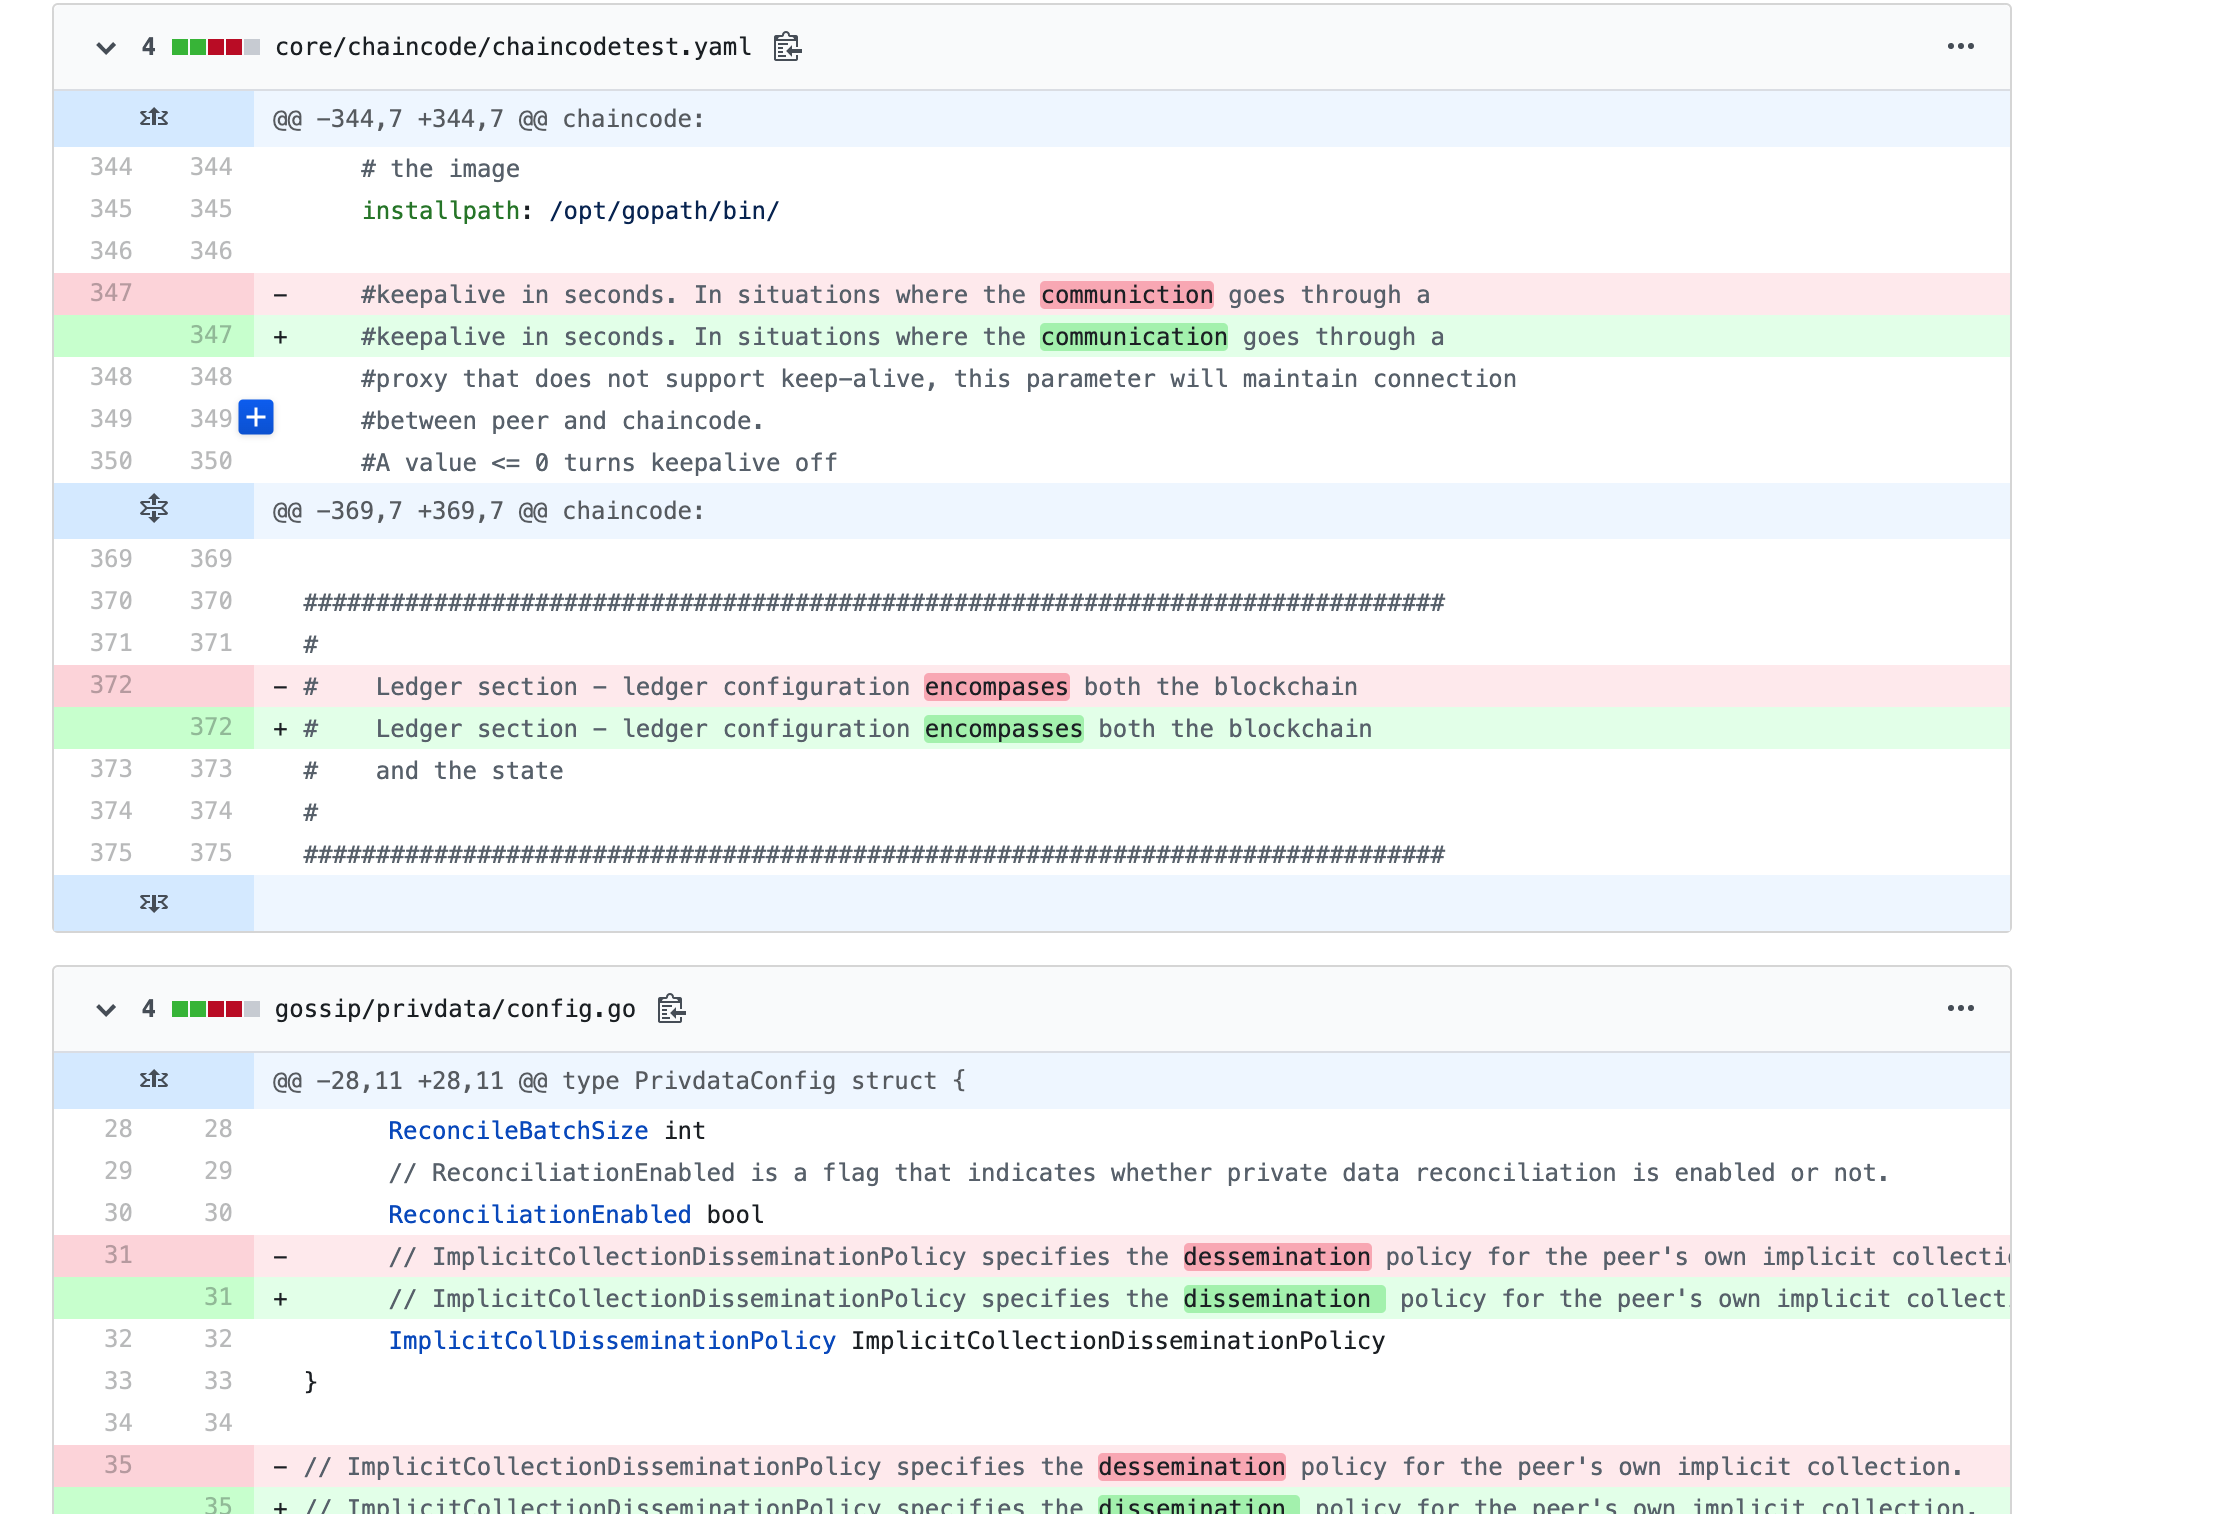 4 core/chaincode/chaincodetest.yaml
@@ -344,7 +344,7 @@ chaincode:
344 344 # the image
345 345 installpath: /opt/gopath/bin/
346 346
347 - #keepalive in seconds. In situations where the communiction goes through a
347 + #keepalive in seconds. In situations where the communication goes through a
348 348 #proxy that does not support keep-alive, this parameter will maintain connection
349 349 #between peer and chaincode.
350 350 #A value <= 0 turns keepalive off
@@ -369,7 +369,7 @@ chaincode:
369 369
370 370 ###############################################################################
371 371 #
372 - # Ledger section - ledger configuration encompases both the blockchain
372 + # Ledger section - ledger configuration encompasses both the blockchain
373 373 # and the state
374 374 #
375 375 ###############################################################################
4 gossip/privdata/config.go
@@ -28,11 +28,11 @@ type PrivdataConfig struct {
28 28 ReconcileBatchSize int
29 29 // ReconciliationEnabled is a flag that indicates whether private data reconciliation is enabled or not.
30 30 ReconciliationEnabled bool
31 - // ImplicitCollectionDisseminationPolicy specifies the dessemination policy for the peer's own implicit collecti
31 + // ImplicitCollectionDisseminationPolicy specifies the dissemination  policy for the peer's own implicit collect
32 32 ImplicitCollDisseminationPolicy ImplicitCollectionDisseminationPolicy
33 33 }
34 34
35 - // ImplicitCollectionDisseminationPolicy specifies the dessemination policy for the peer's own implicit collection.
35 + // ImplicitCollectionDisseminationPolicy specifies the dissemination  policy for the peer's own implicit collection.